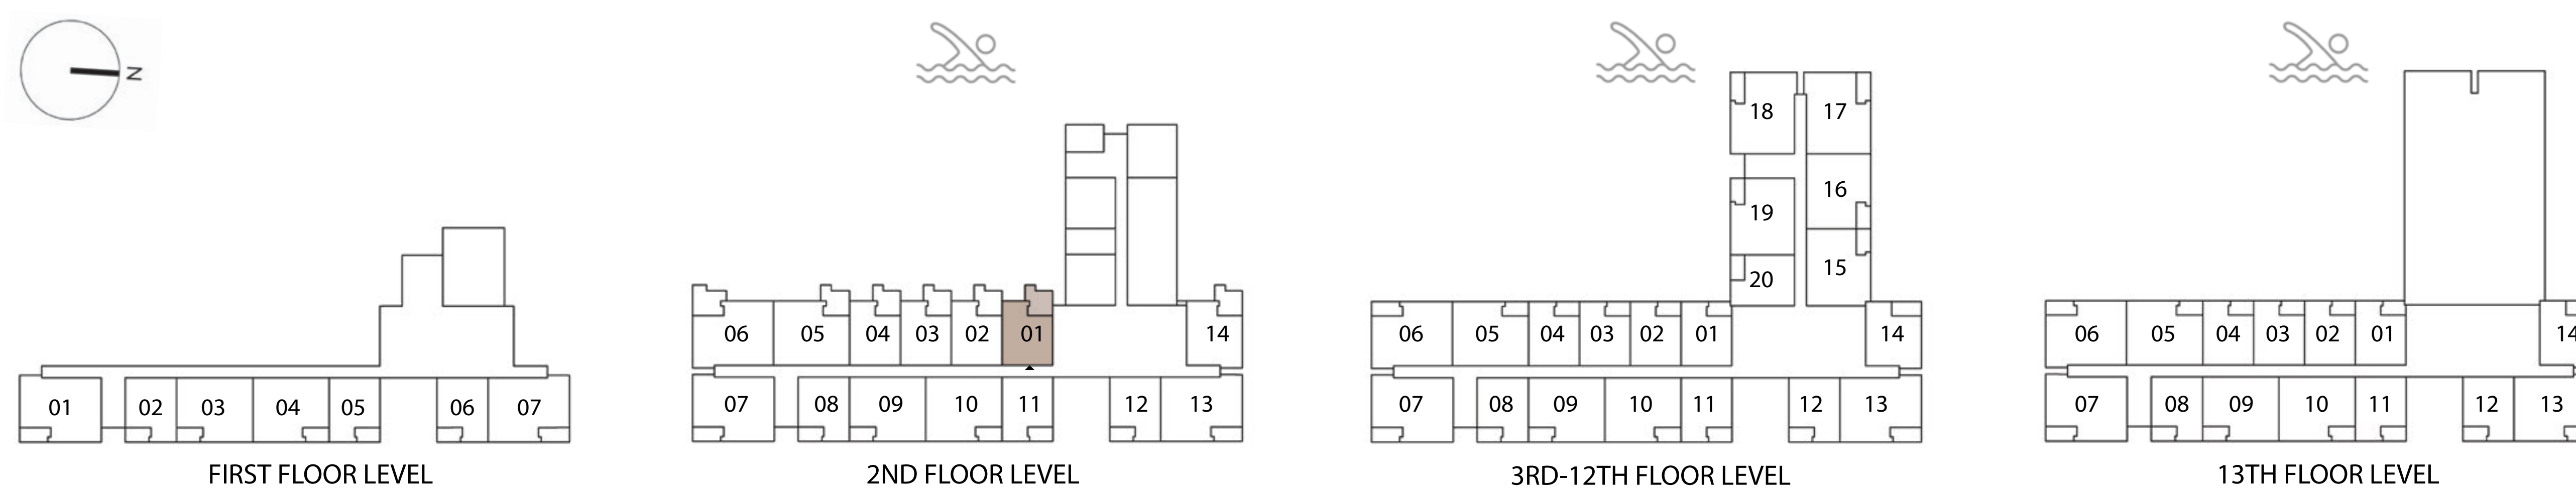 N
01 02 03 04 05 06 07
FIRST FLOOR LEVEL
06 05 04 03 02 01 14
07 08 09 10 11 12 13
2ND FLOOR LEVEL
18 17
16
19
15
20
06 05 04 03 02 01 14
07 08 09 10 11 12 13
3RD-12TH FLOOR LEVEL
06 05 04 03 02 01 14
07 08 09 10 11 12 13
13TH FLOOR LEVEL